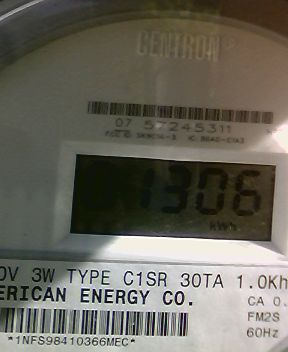 CENTRON®
07 57245311
1306
kWh
0V 3W TYPE C1SR 30TA 1.0Kh
ERICAN ENERGY CO.
CA 0.
FM2S
60Hz
*1NFS98410366MEC*